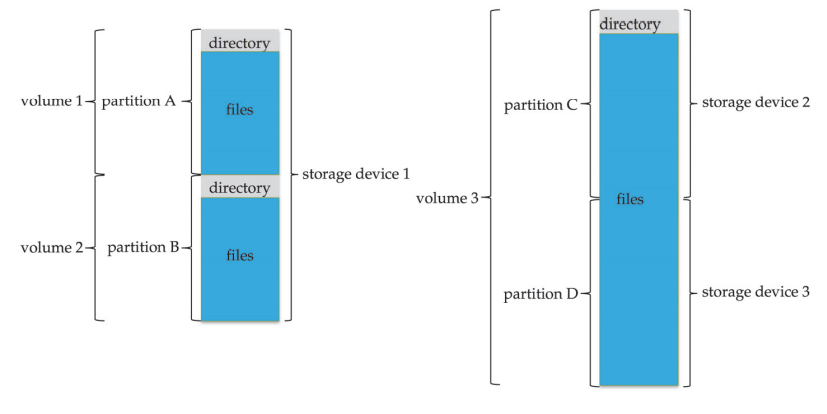 directory
volume 1
partition A
files
storage device 1
directory
volume 2
partition B
files
directory
partition C
storage device 2
volume 3
files
partition D
storage device 3